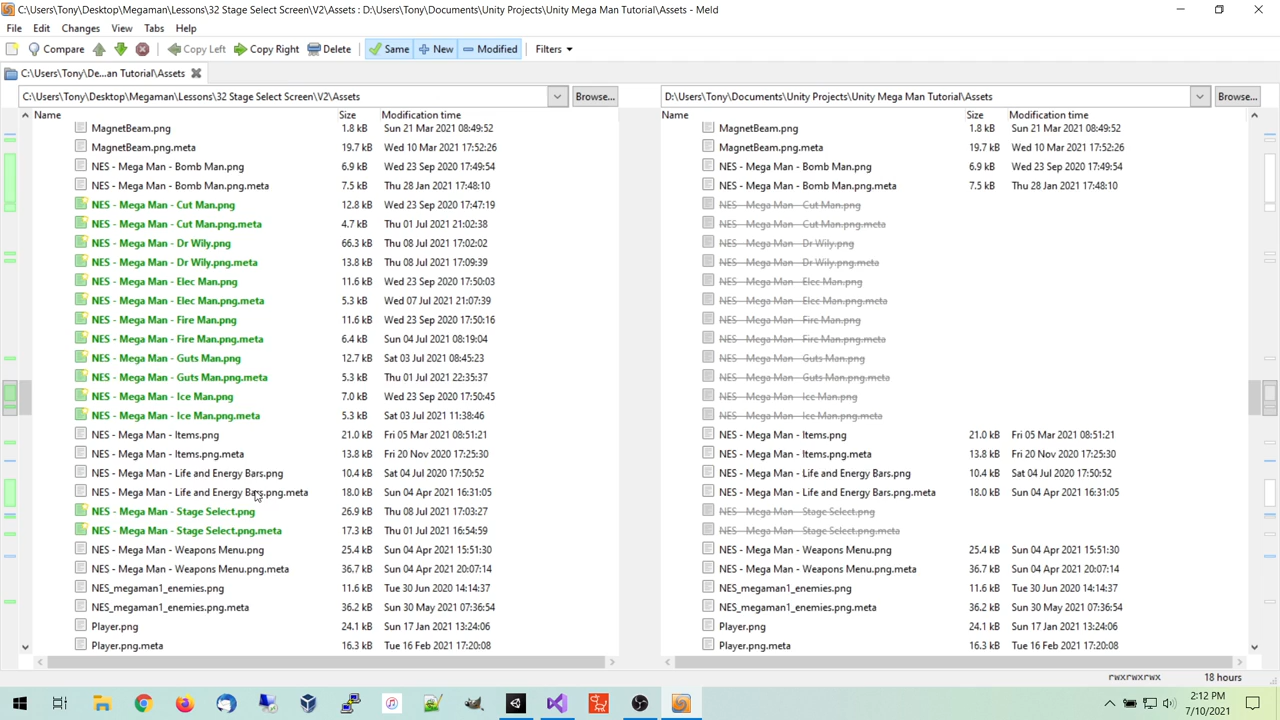 C:\Users\Tony\Desktop\Megaman\Lessons\32 Stage Select Screen\V2\Assets : D:\Users\Tony\Documents\Unity Projects\Unity Mega Man Tutorial\Assets - Meld
File Edit Changes View Tabs Help
Compare Copy Left Copy Right Delete Same New Modified Filters
C:\Users\Tony\De...an Tutorial\Assets
C:\Users\Tony\Desktop\Megaman\Lessons\32 Stage Select Screen\V2\Assets Browse... D:\Users\Tony\Documents\Unity Projects\Unity Mega Man Tutorial\Assets Browse...
Name Size Modification time Name Size Modification time
MagnetBeam.png 1.8 kB Sun 21 Mar 2021 08:49:52 MagnetBeam.png 1.8 kB Sun 21 Mar 2021 08:49:52
MagnetBeam.png.meta 19.7 kB Wed 10 Mar 2021 17:52:26 MagnetBeam.png.meta 19.7 kB Wed 10 Mar 2021 17:52:26
NES - Mega Man - Bomb Man.png 6.9 kB Wed 23 Sep 2020 17:49:54 NES - Mega Man - Bomb Man.png 6.9 kB Wed 23 Sep 2020 17:49:54
NES - Mega Man - Bomb Man.png.meta 7.5 kB Thu 28 Jan 2021 17:48:10 NES - Mega Man - Bomb Man.png.meta 7.5 kB Thu 28 Jan 2021 17:48:10
NES - Mega Man - Cut Man.png 12.8 kB Wed 23 Sep 2020 17:47:19 NES - Mega Man - Cut Man.png
NES - Mega Man - Cut Man.png.meta 4.7 kB Thu 01 Jul 2021 21:02:38 NES - Mega Man - Cut Man.png.meta
NES - Mega Man - Dr Wily.png 66.3 kB Thu 08 Jul 2021 17:02:02 NES - Mega Man - Dr Wily.png
NES - Mega Man - Dr Wily.png.meta 13.8 kB Thu 08 Jul 2021 17:09:39 NES - Mega Man - Dr Wily.png.meta
NES - Mega Man - Elec Man.png 11.6 kB Wed 23 Sep 2020 17:50:03 NES - Mega Man - Elec Man.png
NES - Mega Man - Elec Man.png.meta 5.3 kB Wed 07 Jul 2021 21:07:39 NES - Mega Man - Elec Man.png.meta
NES - Mega Man - Fire Man.png 11.6 kB Wed 23 Sep 2020 17:50:16 NES - Mega Man - Fire Man.png
NES - Mega Man - Fire Man.png.meta 6.4 kB Sun 04 Jul 2021 08:19:04 NES - Mega Man - Fire Man.png.meta
NES - Mega Man - Guts Man.png 12.7 kB Sat 03 Jul 2021 08:45:23 NES - Mega Man - Guts Man.png
NES - Mega Man - Guts Man.png.meta 5.3 kB Thu 01 Jul 2021 22:35:37 NES - Mega Man - Guts Man.png.meta
NES - Mega Man - Ice Man.png 7.0 kB Wed 23 Sep 2020 17:50:45 NES - Mega Man - Ice Man.png
NES - Mega Man - Ice Man.png.meta 5.3 kB Sat 03 Jul 2021 11:38:46 NES - Mega Man - Ice Man.png.meta
NES - Mega Man - Items.png 21.0 kB Fri 05 Mar 2021 08:51:21 NES - Mega Man - Items.png 21.0 kB Fri 05 Mar 2021 08:51:21
NES - Mega Man - Items.png.meta 13.8 kB Fri 20 Nov 2020 17:25:30 NES - Mega Man - Items.png.meta 13.8 kB Fri 20 Nov 2020 17:25:30
NES - Mega Man - Life and Energy Bars.png 10.4 kB Sat 04 Jul 2020 17:50:52 NES - Mega Man - Life and Energy Bars.png 10.4 kB Sat 04 Jul 2020 17:50:52
NES - Mega Man - Life and Energy Bars.png.meta 18.0 kB Sun 04 Apr 2021 16:31:05 NES - Mega Man - Life and Energy Bars.png.meta 18.0 kB Sun 04 Apr 2021 16:31:05
NES - Mega Man - Stage Select.png 26.9 kB Thu 08 Jul 2021 17:03:27 NES - Mega Man - Stage Select.png
NES - Mega Man - Stage Select.png.meta 17.3 kB Thu 01 Jul 2021 16:54:59 NES - Mega Man - Stage Select.png.meta
NES - Mega Man - Weapons Menu.png 25.4 kB Sun 04 Apr 2021 15:51:30 NES - Mega Man - Weapons Menu.png 25.4 kB Sun 04 Apr 2021 15:51:30
NES - Mega Man - Weapons Menu.png.meta 36.7 kB Sun 04 Apr 2021 20:07:14 NES - Mega Man - Weapons Menu.png.meta 36.7 kB Sun 04 Apr 2021 20:07:14
NES_megaman1_enemies.png 11.6 kB Tue 30 Jun 2020 14:14:37 NES_megaman1_enemies.png 11.6 kB Tue 30 Jun 2020 14:14:37
NES_megaman1_enemies.png.meta 36.2 kB Sun 30 May 2021 07:36:54 NES_megaman1_enemies.png.meta 36.2 kB Sun 30 May 2021 07:36:54
Player.png 24.1 kB Sun 17 Jan 2021 13:24:06 Player.png 24.1 kB Sun 17 Jan 2021 13:24:06
Player.png.meta 16.3 kB Tue 16 Feb 2021 17:20:08 Player.png.meta 16.3 kB Tue 16 Feb 2021 17:20:08
rwxrwxrwx 18 hours
2:12 PM
7/10/2021